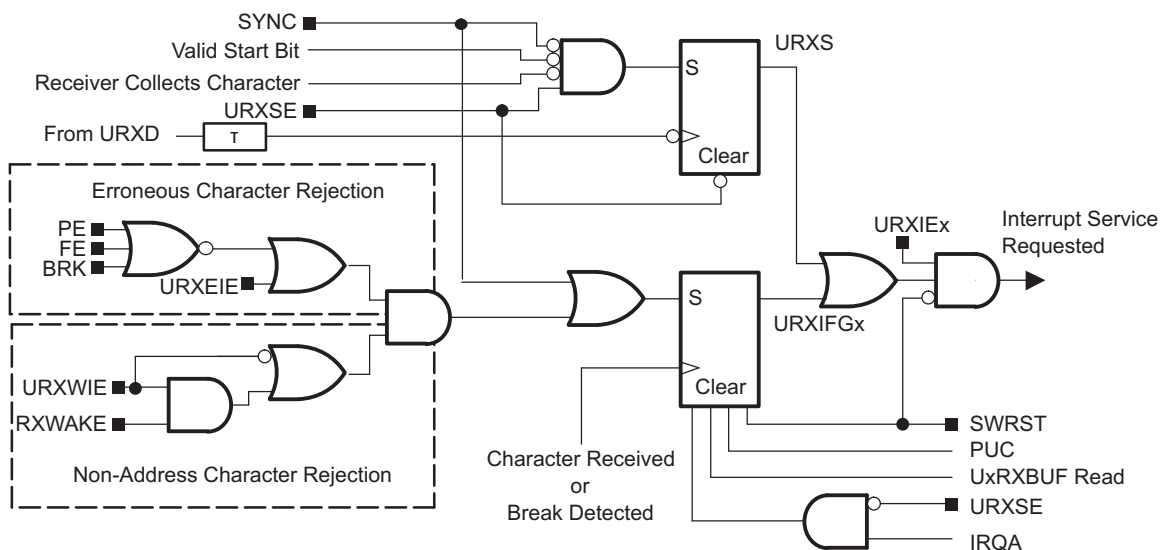 SYNC
Valid Start Bit
Receiver Collects Character
URXSE
From URXD
τ
S
URXS
Clear
Erroneous Character Rejection
PE
FE
BRK
URXEIE
URXIEx
Interrupt Service
Requested
S
URXIFGx
Clear
URXWIE
RXWAKE
Non-Address Character Rejection
Character Received
or
Break Detected
SWRST
PUC
UxRXBUF Read
URXSE
IRQA